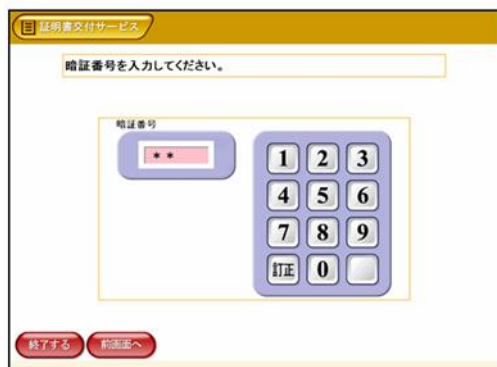 証明書交付サービス
暗証番号を入力してください。
暗証番号
* *
1 2 3
4 5 6
7 8 9
訂正 0
終了する 前画面へ